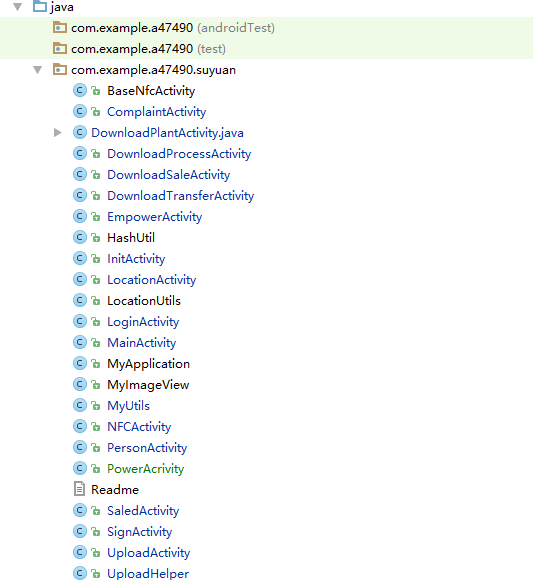 java
com.example.a47490 (androidTest)
com.example.a47490 (test)
com.example.a47490.suyuan
BaseNfcActivity
ComplaintActivity
DownloadPlantActivity.java
DownloadProcessActivity
DownloadSaleActivity
DownloadTransferActivity
EmpowerActivity
HashUtil
InitActivity
LocationActivity
LocationUtils
LoginActivity
MainActivity
MyApplication
MyImageView
MyUtils
NFCActivity
PersonActivity
PowerAcrivity
Readme
SaledActivity
SignActivity
UploadActivity
UploadHelper